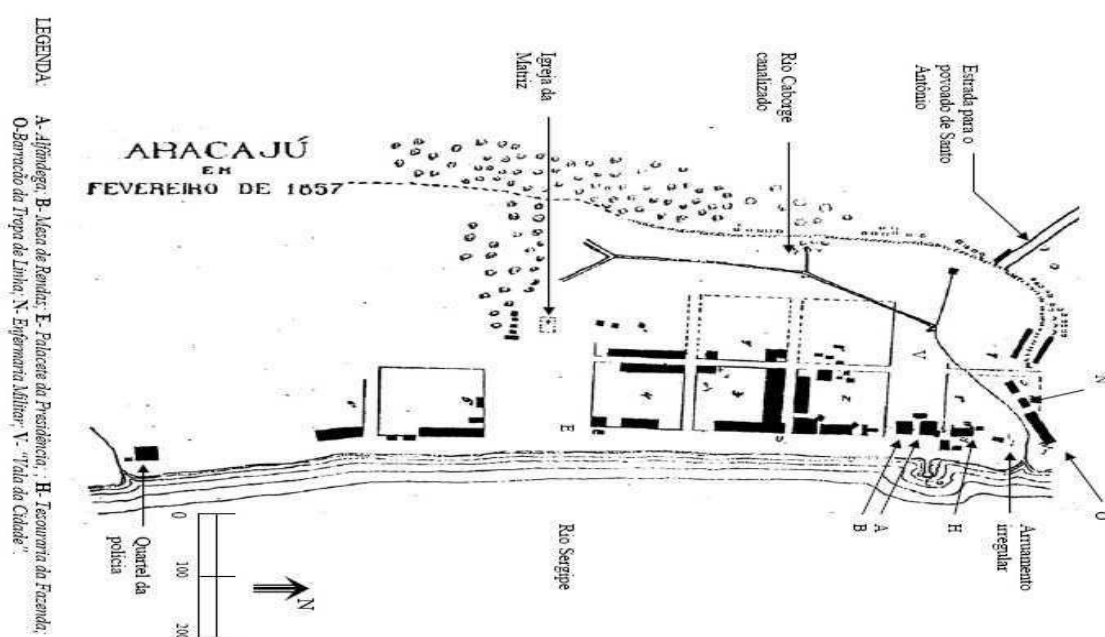 ARACAJÚ
EM
FEVEREIRO DE 1857
Estrada para o
povoado de Santo
Antônio
Rio Caborge
canalizado
Igreja da
Matriz
N
O
V
E
Arruamento
irregular
H
A
B
Rio Sergipe
Quartel da
polícia
N
0
100
200
LEGENDA: A- Alfândega; B- Mesa de Rendas; E- Palacete da Presidência; H- Tesouraria da Fazenda;
O-Barracão da Tropa de Linha; N- Enfermaria Militar; V- "Vala da Cidade".